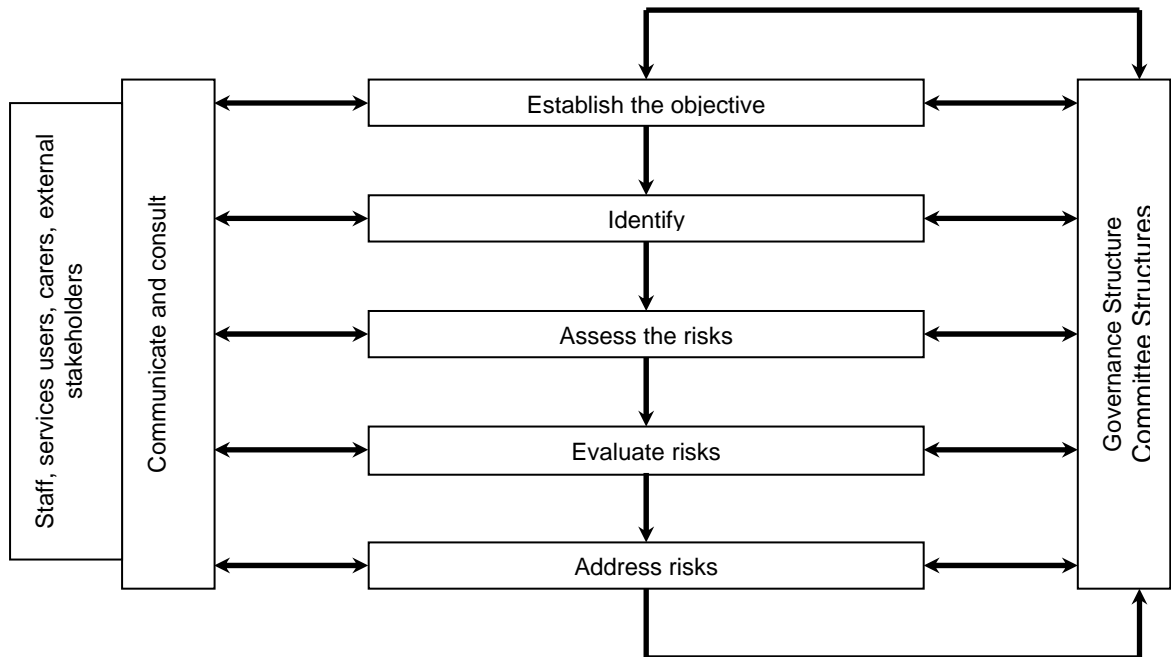 Staff, services users, carers, external
stakeholders
Communicate and consult
Establish the objective
Identify
Assess the risks
Evaluate risks
Address risks
Governance Structure
Committee Structures